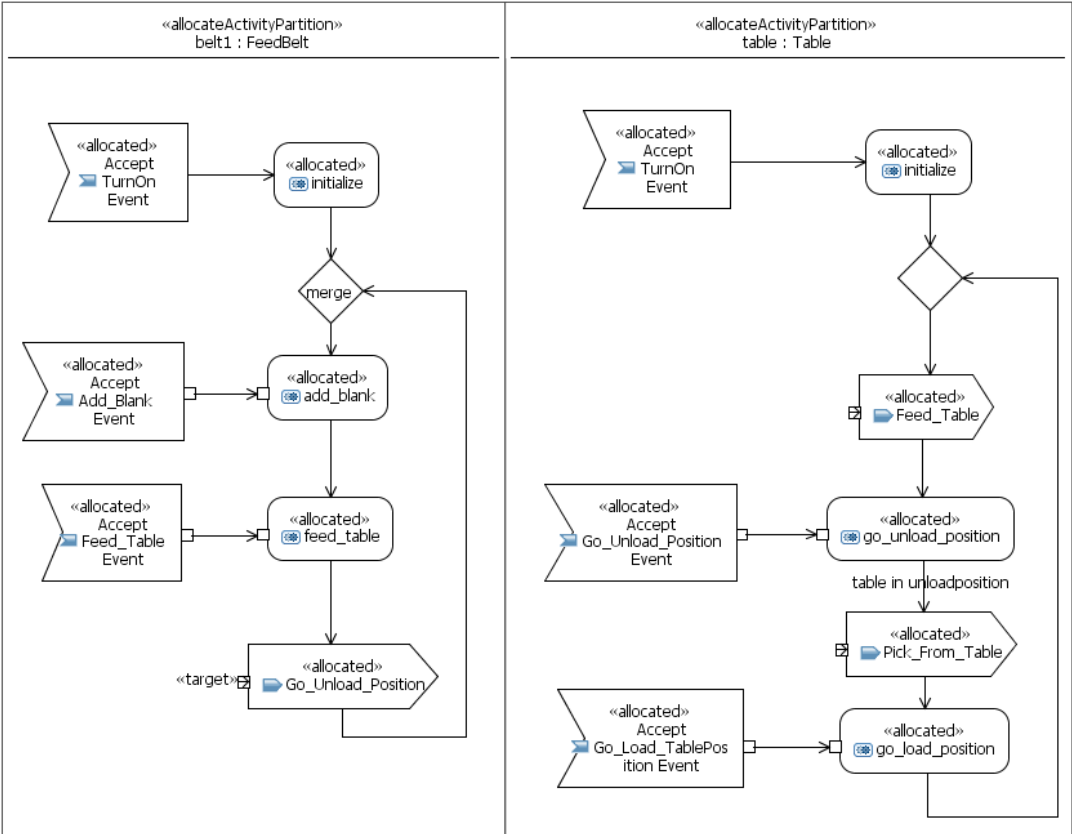 «allocateActivityPartition»
belt1 : FeedBelt
«allocated»
Accept
TurnOn
Event
«allocated»
initialize
merge
«allocated»
Accept
Add_Blank
Event
«allocated»
add_blank
«allocated»
Accept
Feed_Table
Event
«allocated»
feed_table
«target»
«allocated»
Go_Unload_Position
«allocateActivityPartition»
table : Table
«allocated»
Accept
TurnOn
Event
«allocated»
initialize
«allocated»
Feed_Table
«allocated»
Accept
Go_Unload_Position
Event
«allocated»
go_unload_position
table in unloadposition
«allocated»
Pick_From_Table
«allocated»
Accept
Go_Load_TablePos
ition Event
«allocated»
go_load_position